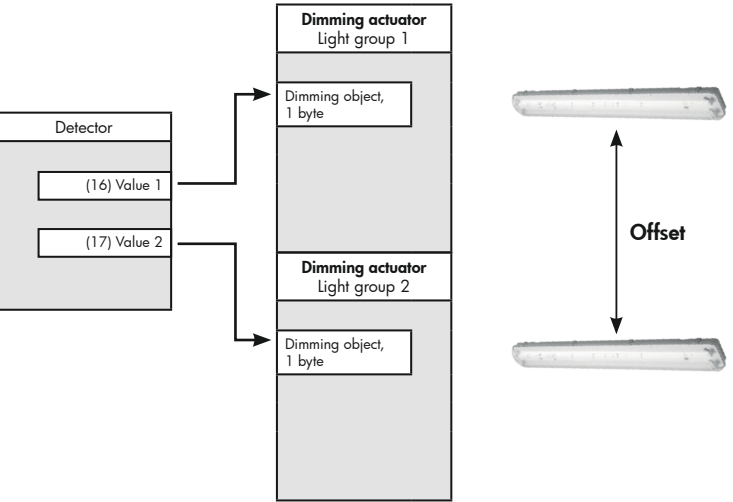 Detector
(16) Value 1
(17) Value 2
Dimming actuator
Light group 1
Dimming object,
1 byte
Dimming actuator
Light group 2
Dimming object,
1 byte
Offset